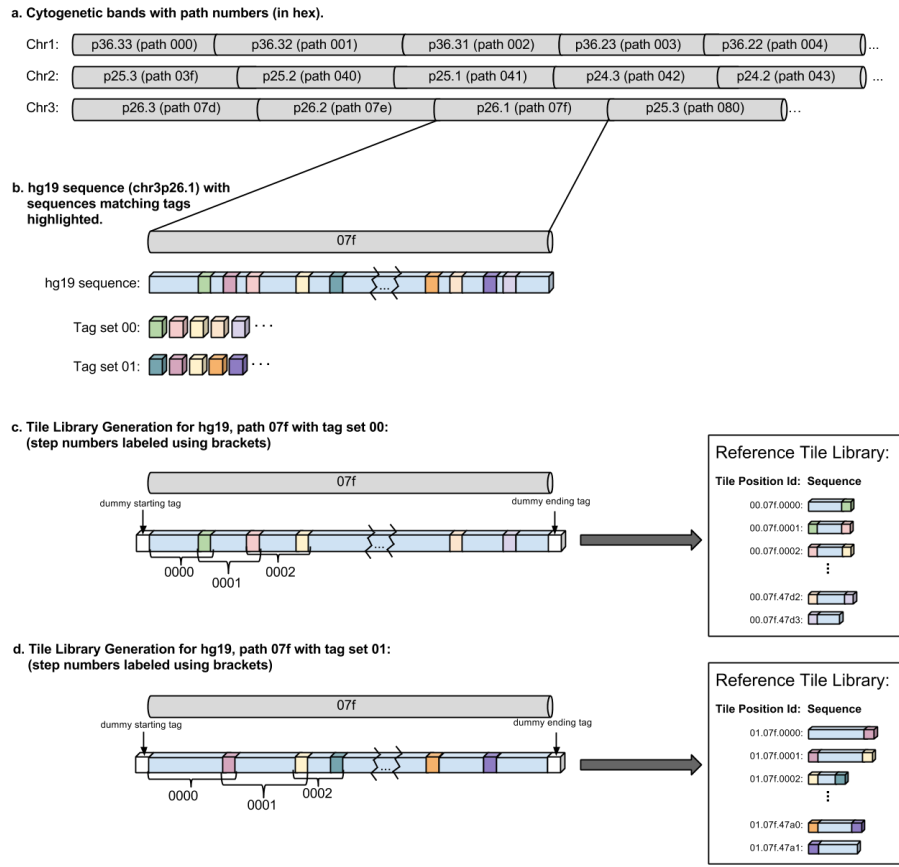 a. Cytogenetic bands with path numbers (in hex).
Chr1: p36.33 (path 000) p36.32 (path 001) p36.31 (path 002) p36.23 (path 003) p36.22 (path 004) ...
Chr2: p25.3 (path 03f) p25.2 (path 040) p25.1 (path 041) p24.3 (path 042) p24.2 (path 043) ...
Chr3: p26.3 (path 07d) p26.2 (path 07e) p26.1 (path 07f) p25.3 (path 080) ...
b. hg19 sequence (chr3p26.1) with
sequences matching tags
highlighted.
07f
hg19 sequence: ...
Tag set 00: ...
Tag set 01: ...
c. Tile Library Generation for hg19, path 07f with tag set 00:
(step numbers labeled using brackets)
07f
dummy starting tag
dummy ending tag
...
0000
0001
0002
Reference Tile Library:
Tile Position Id: Sequence
00.07f.0000:
00.07f.0001:
00.07f.0002:
00.07f.47d2:
00.07f.47d3:
d. Tile Library Generation for hg19, path 07f with tag set 01:
(step numbers labeled using brackets)
07f
dummy starting tag
dummy ending tag
...
0000
0001
0002
Reference Tile Library:
Tile Position Id: Sequence
01.07f.0000:
01.07f.0001:
01.07f.0002:
01.07f.47a0:
01.07f.47a1: